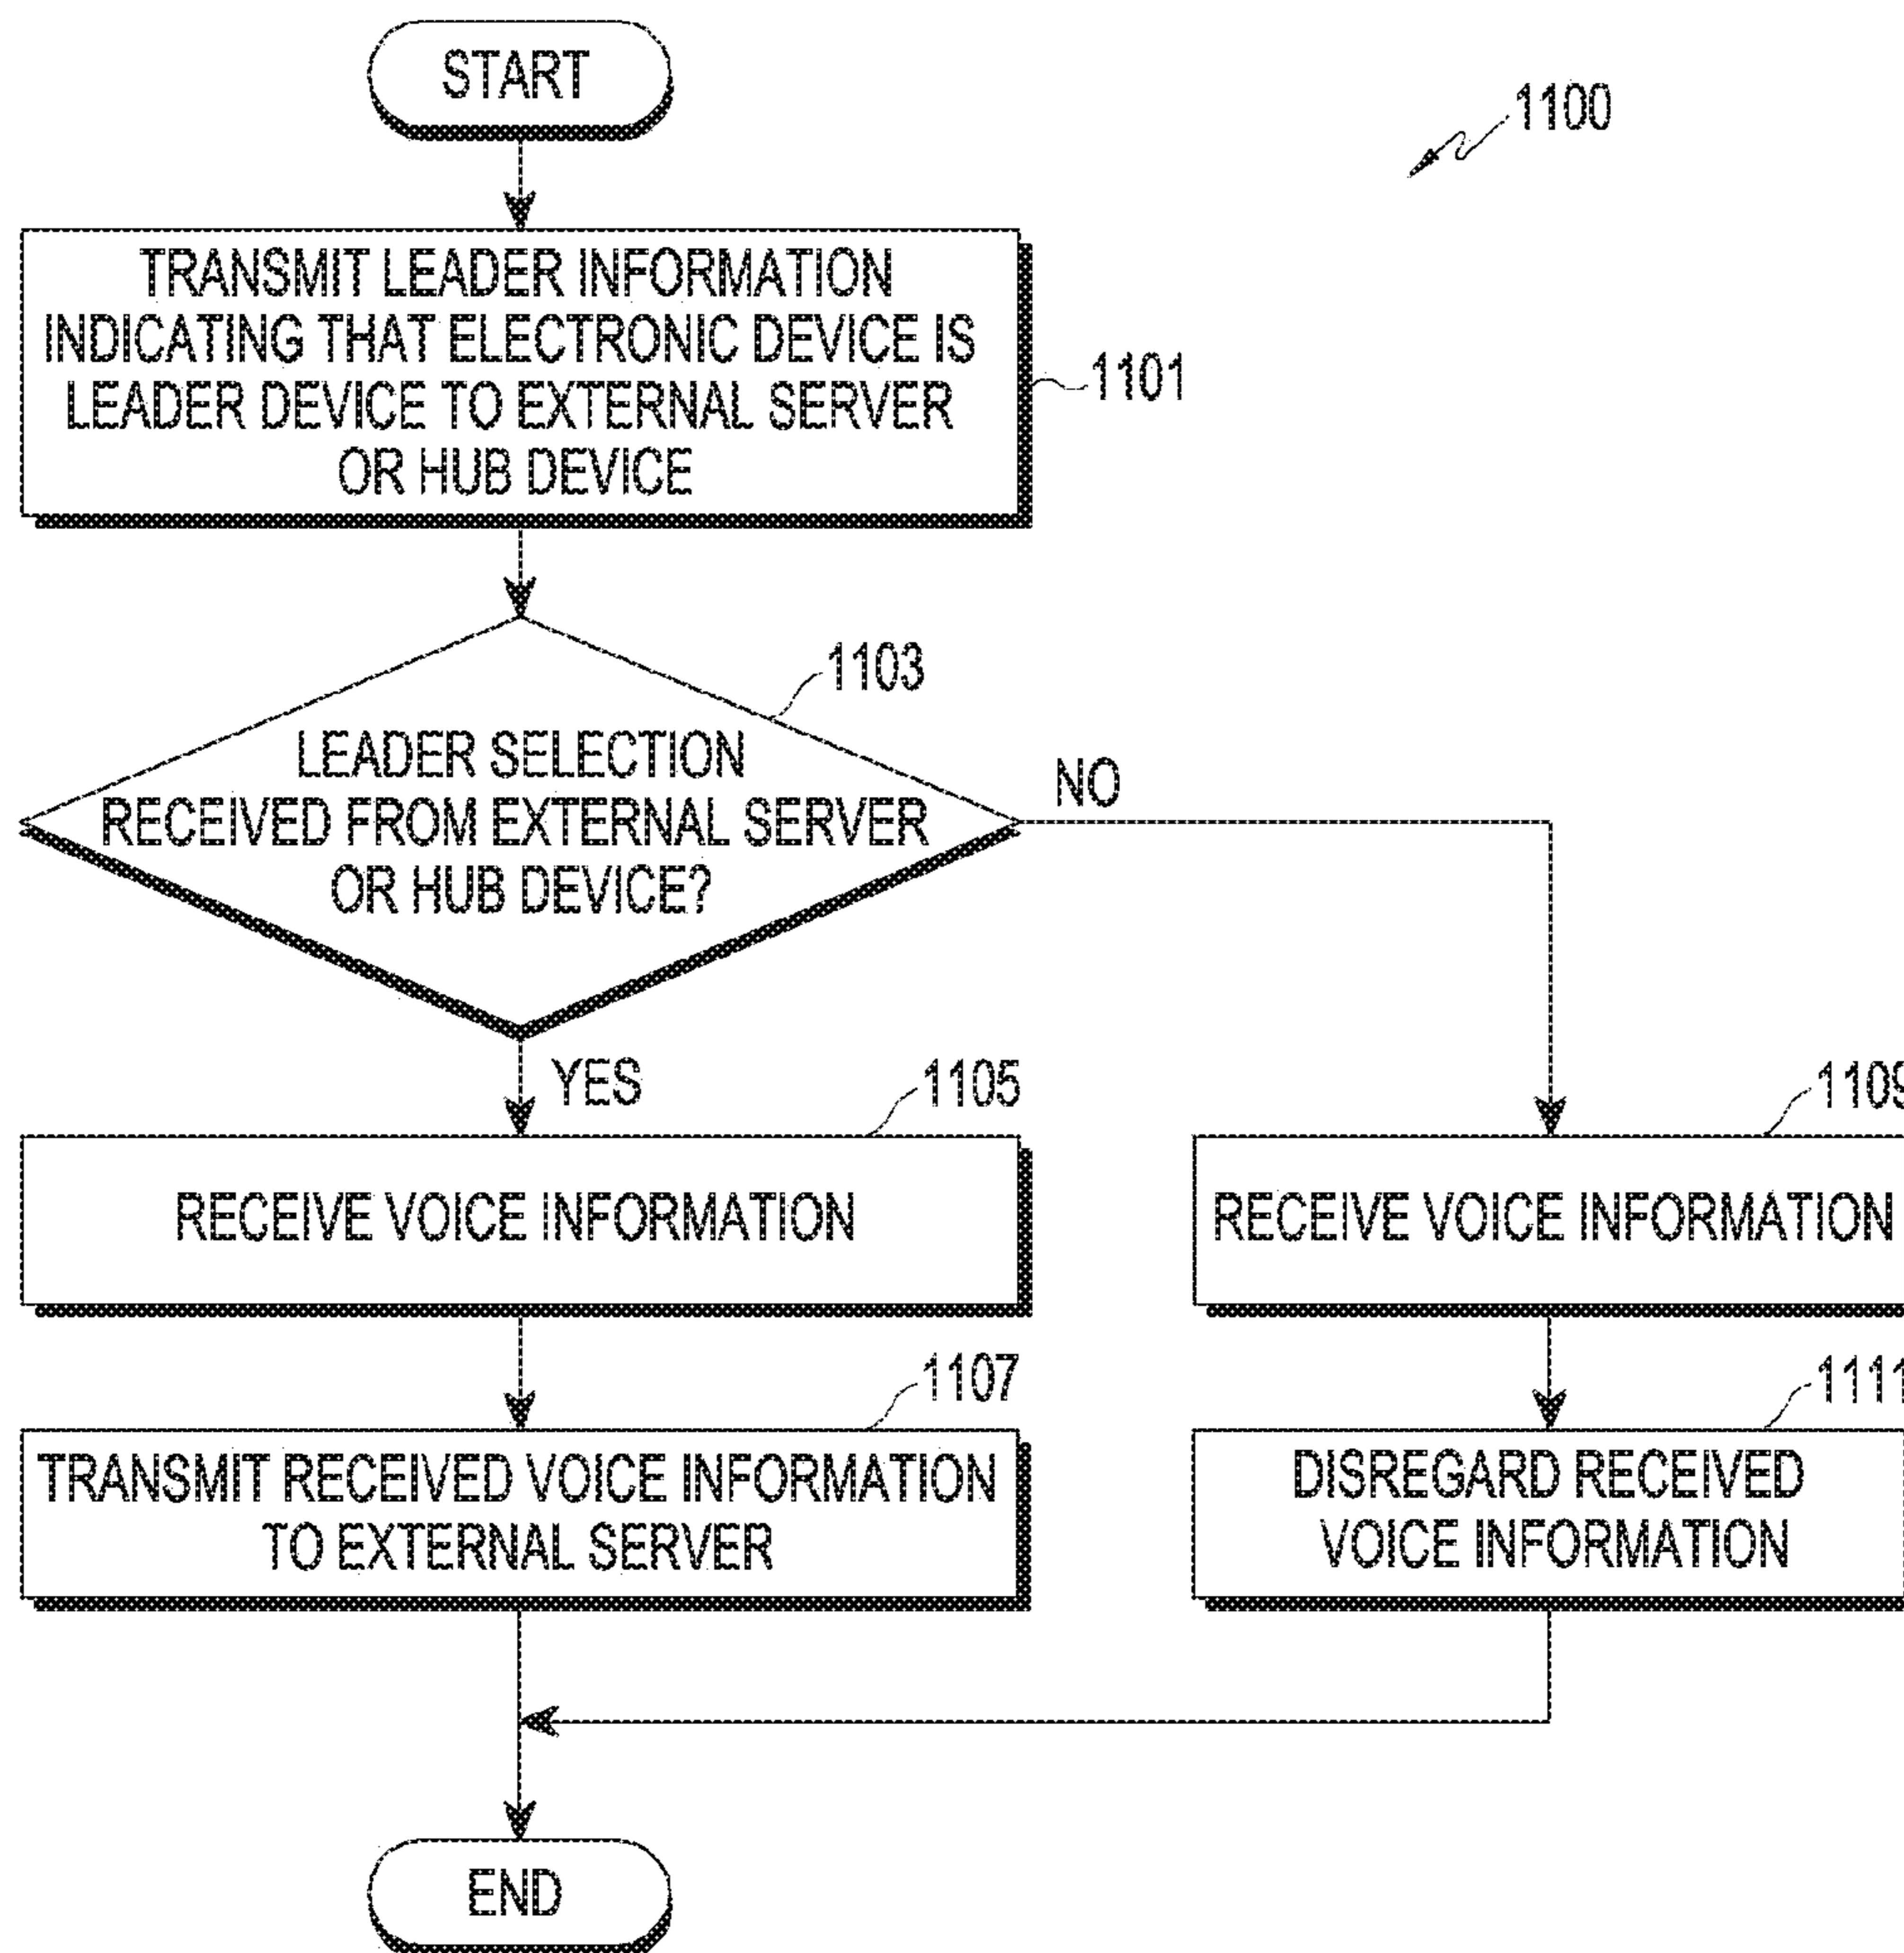 START
1100
TRANSMIT LEADER INFORMATION
INDICATING THAT ELECTRONIC DEVICE IS
LEADER DEVICE TO EXTERNAL SERVER
OR HUB DEVICE
1101
1103
LEADER SELECTION
RECEIVED FROM EXTERNAL SERVER
OR HUB DEVICE?
NO
YES
1105
RECEIVE VOICE INFORMATION
1109
RECEIVE VOICE INFORMATION
1107
TRANSMIT RECEIVED VOICE INFORMATION
TO EXTERNAL SERVER
1111
DISREGARD RECEIVED
VOICE INFORMATION
END